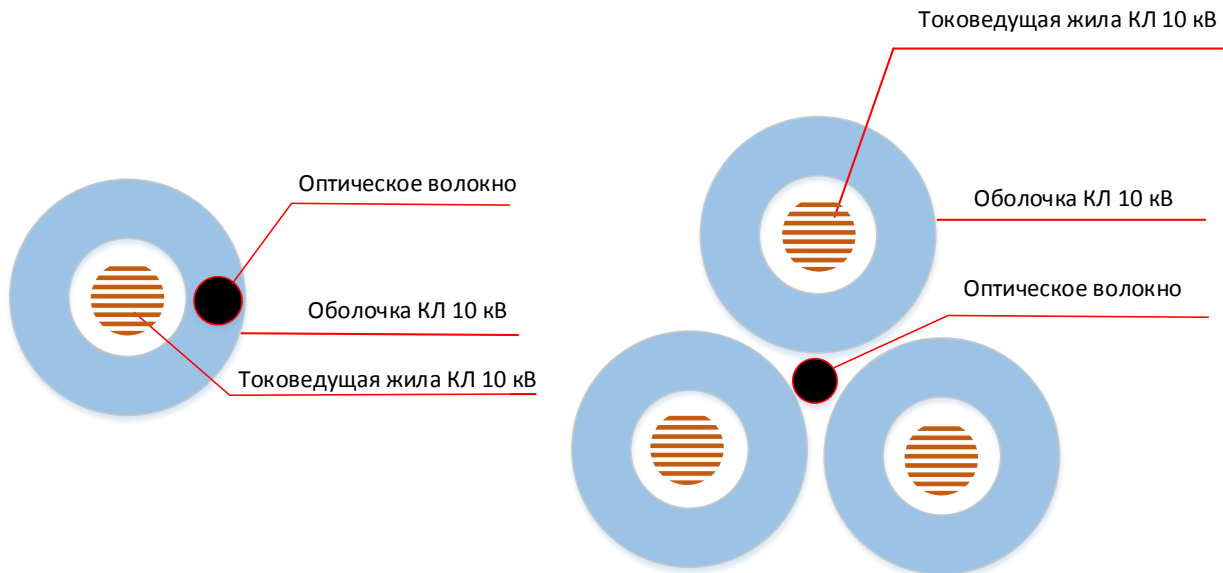 Токоведущая жила КЛ 10 кВ
Оптическое волокно
Оболочка КЛ 10 кВ
Оптическое волокно
Оболочка КЛ 10 кВ
Токоведущая жила КЛ 10 кВ